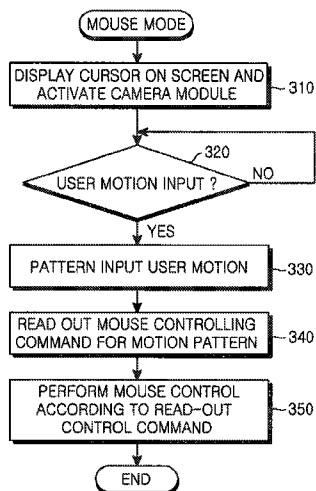 MOUSE MODE
DISPLAY CURSOR ON SCREEN AND
ACTIVATE CAMERA MODULE
310
320
USER MOTION INPUT ?
NO
YES
PATTERN INPUT USER MOTION
330
READ OUT MOUSE CONTROLLING
COMMAND FOR MOTION PATTERN
340
PERFORM MOUSE CONTROL
ACCORDING TO READ-OUT
CONTROL COMMAND
350
END